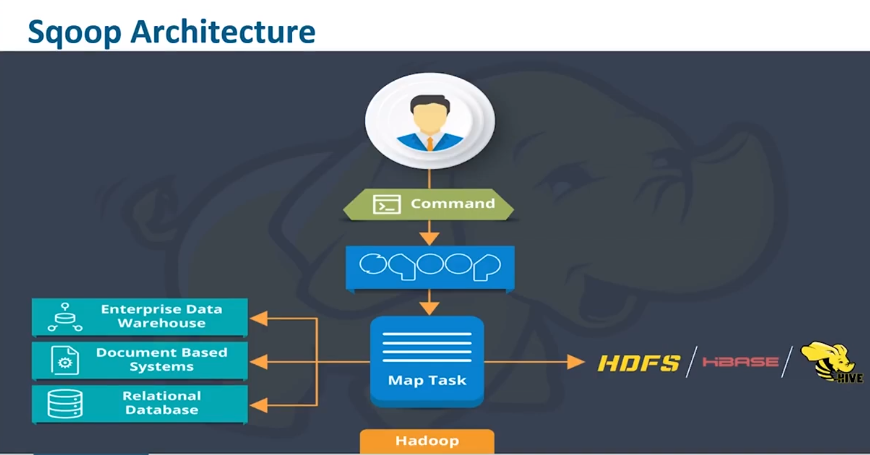 Sqoop Architecture
Command
sqoop
Enterprise Data
Warehouse
Document Based
Systems
Relational
Database
Map Task
HDFS / HBASE / HIVE
Hadoop